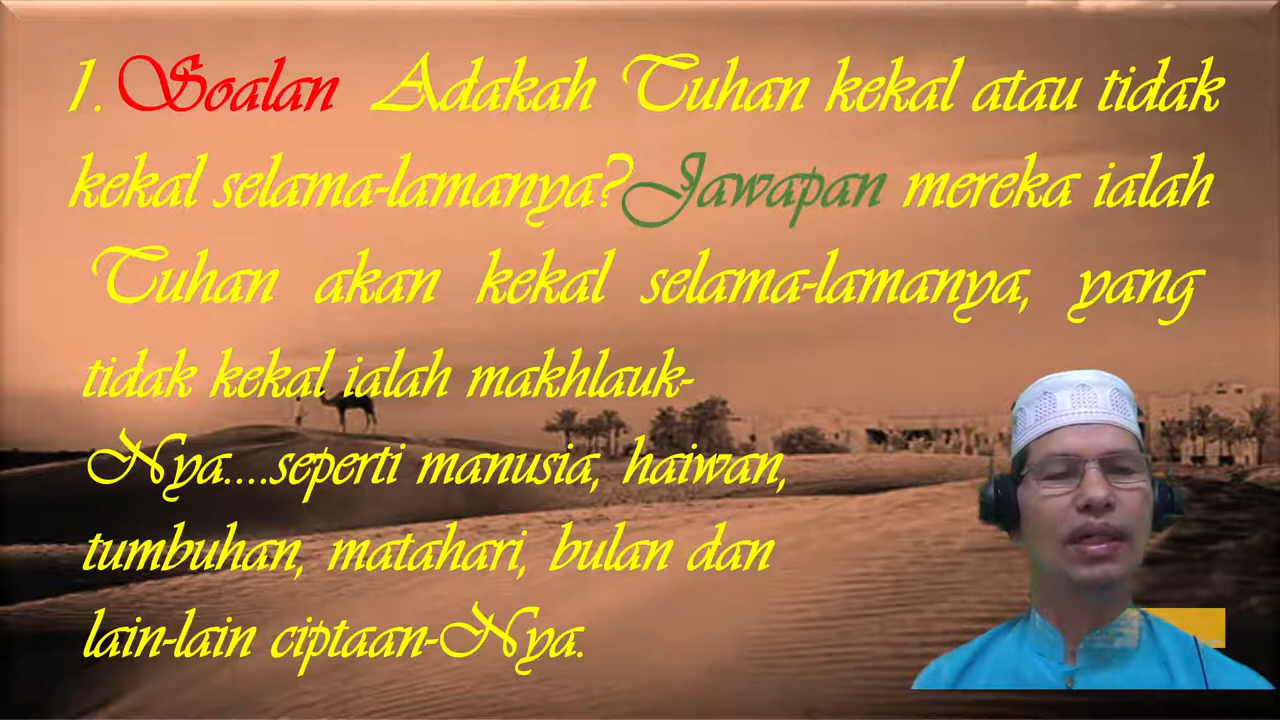 1. Soalan Adakah Tuhan kekal atau tidak
kekal selama-lamanya? Jawapan mereka ialah
Tuhan akan kekal selama-lamanya, yang
tidak kekal ialah makhlauk-
Nya....seperti manusia, haiwan,
tumbuhan, matahari, bulan dan
lain-lain ciptaan-Nya.